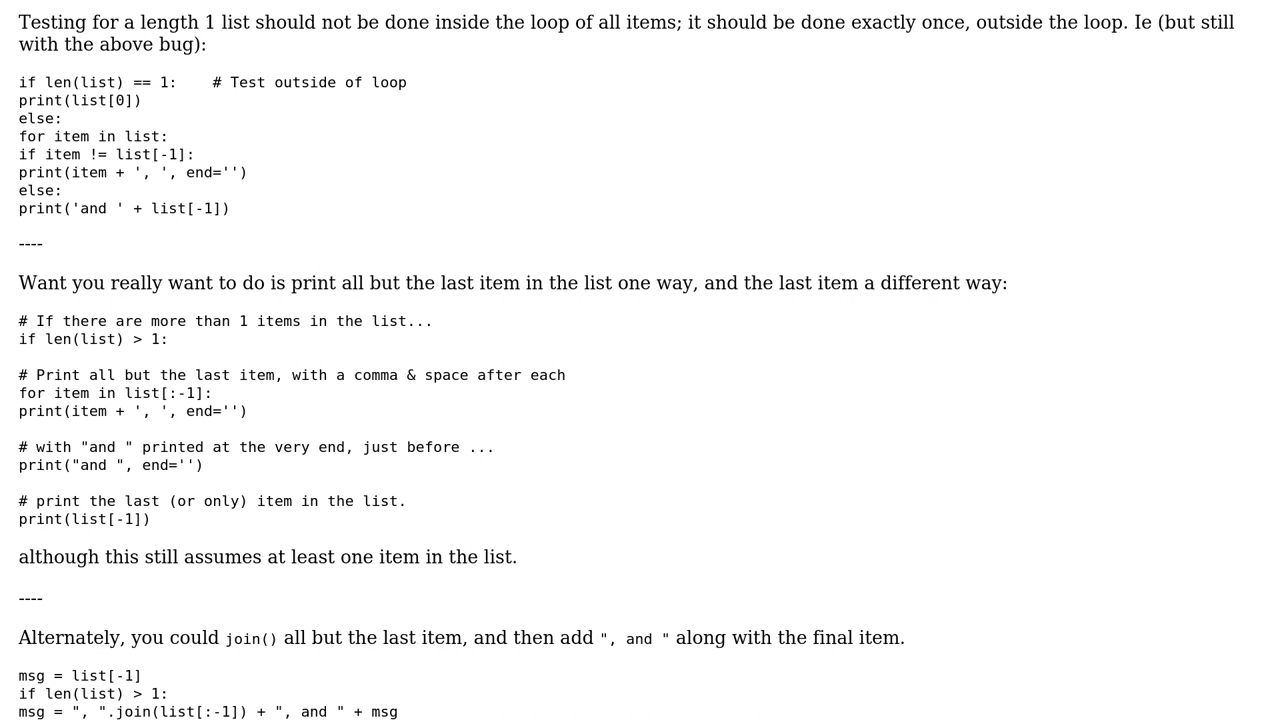 Testing for a length 1 list should not be done inside the loop of all items; it should be done exactly once, outside the loop. Ie (but still
with the above bug):
if len(list) == 1:    # Test outside of loop
print(list[0])
else:
for item in list:
if item != list[-1]:
print(item + ', ', end='')
else:
print('and ' + list[-1])
----
Want you really want to do is print all but the last item in the list one way, and the last item a different way:
# If there are more than 1 items in the list...
if len(list) > 1:
# Print all but the last item, with a comma & space after each
for item in list[:-1]:
print(item + ', ', end='')
# with "and " printed at the very end, just before ...
print("and ", end='')
# print the last (or only) item in the list.
print(list[-1])
although this still assumes at least one item in the list.
----
Alternately, you could join() all but the last item, and then add ", and " along with the final item.
msg = list[-1]
if len(list) > 1:
msg = ", ".join(list[:-1]) + ", and " + msg